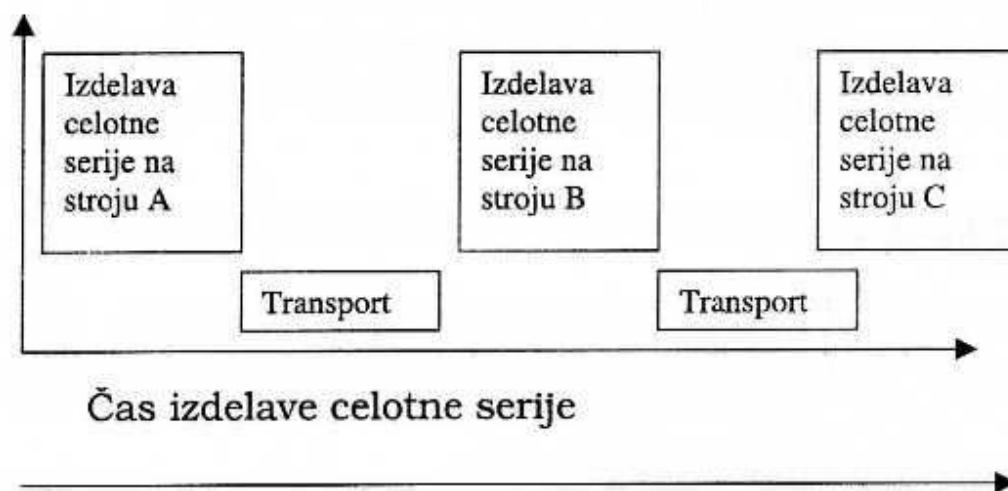 Izdelava
celotne
serije na
stroju A
Izdelava
celotne
serije na
stroju B
Izdelava
celotne
serije na
stroju C
Transport
Transport
Čas izdelave celotne serije